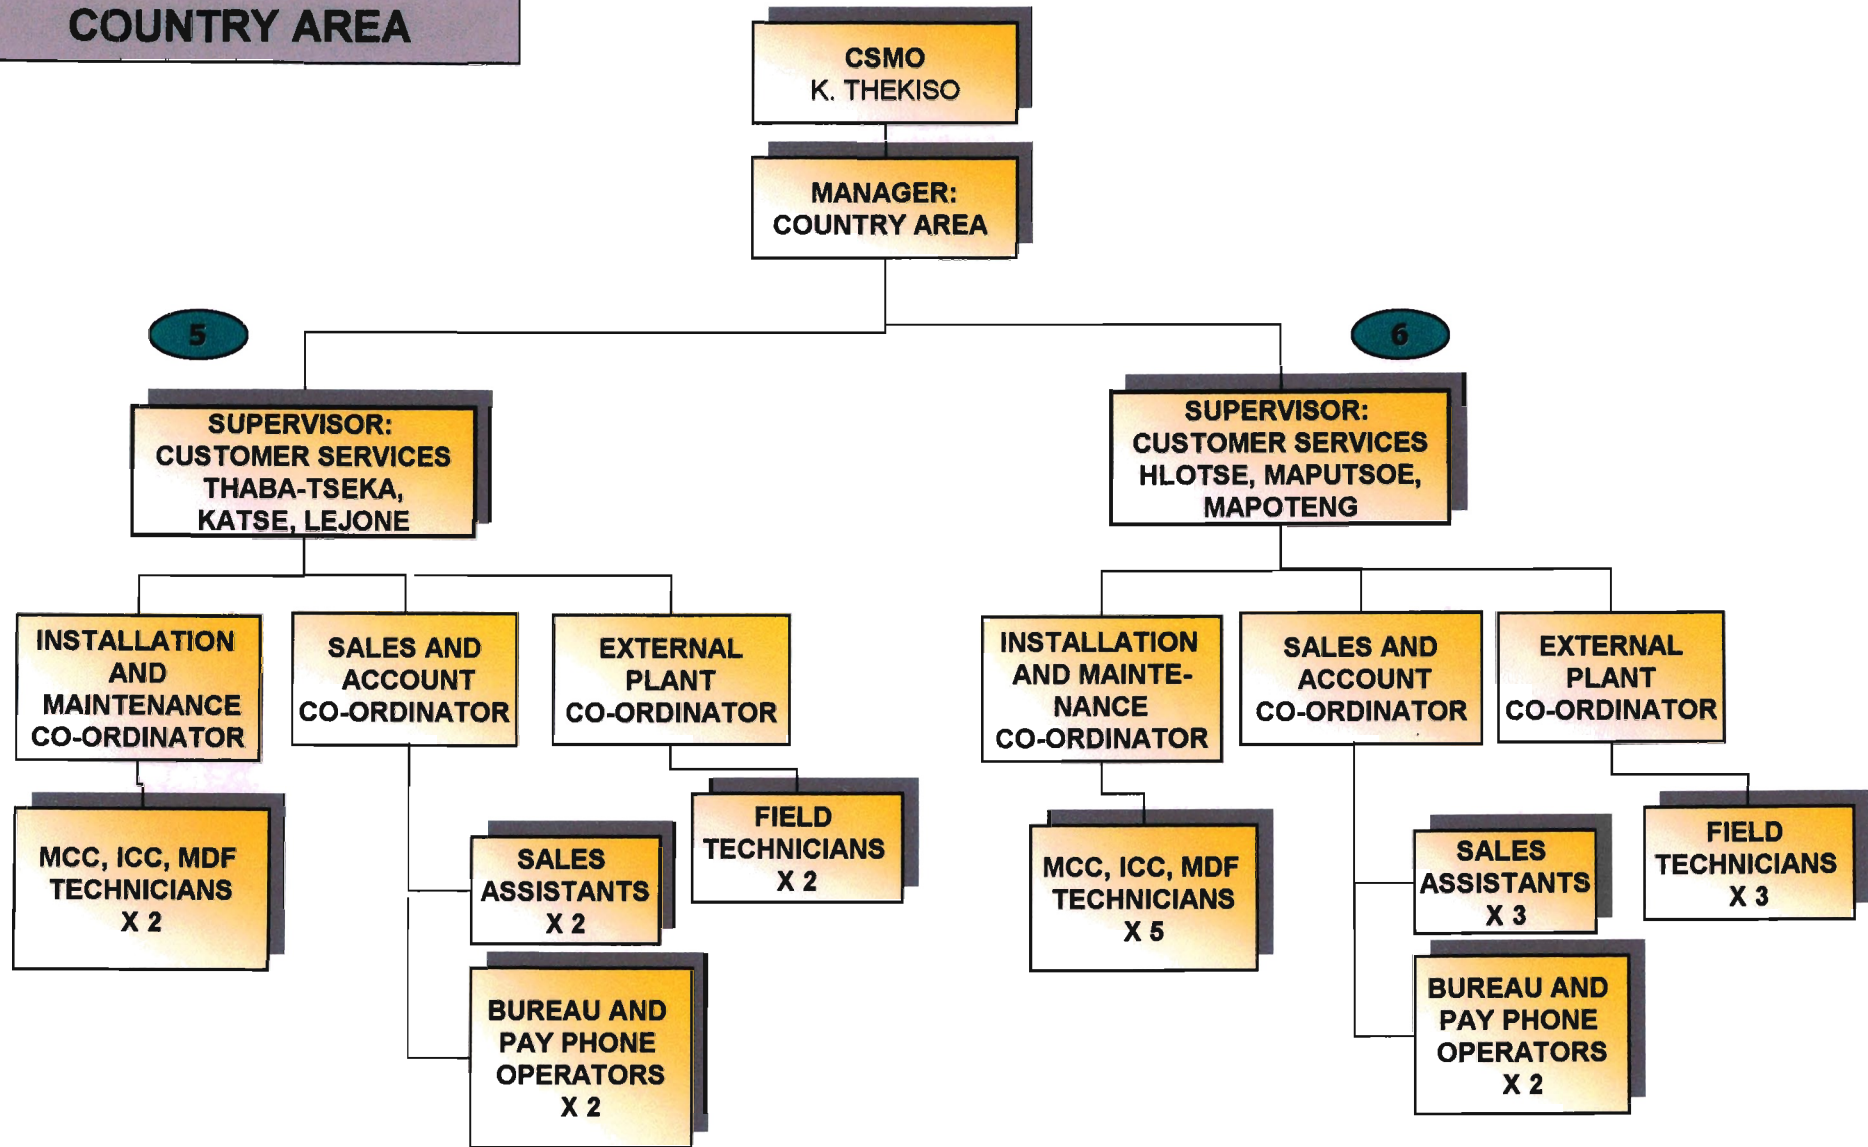 COUNTRY AREA
CSMO
K. THEKISO
MANAGER:
COUNTRY AREA
5
6
SUPERVISOR:
CUSTOMER SERVICES
THABA-TSEKA,
KATSE, LEJONE
SUPERVISOR:
CUSTOMER SERVICES
HLOTSE, MAPUTSOE,
MAPOTENG
INSTALLATION
AND
MAINTENANCE
CO-ORDINATOR
SALES AND
ACCOUNT
CO-ORDINATOR
EXTERNAL
PLANT
CO-ORDINATOR
INSTALLATION
AND MAINTE-
NANCE
CO-ORDINATOR
SALES AND
ACCOUNT
CO-ORDINATOR
EXTERNAL
PLANT
CO-ORDINATOR
MCC, ICC, MDF
TECHNICIANS
X 2
SALES
ASSISTANTS
X 2
FIELD
TECHNICIANS
X 2
BUREAU AND
PAY PHONE
OPERATORS
X 2
MCC, ICC, MDF
TECHNICIANS
X 5
SALES
ASSISTANTS
X 3
FIELD
TECHNICIANS
X 3
BUREAU AND
PAY PHONE
OPERATORS
X 2